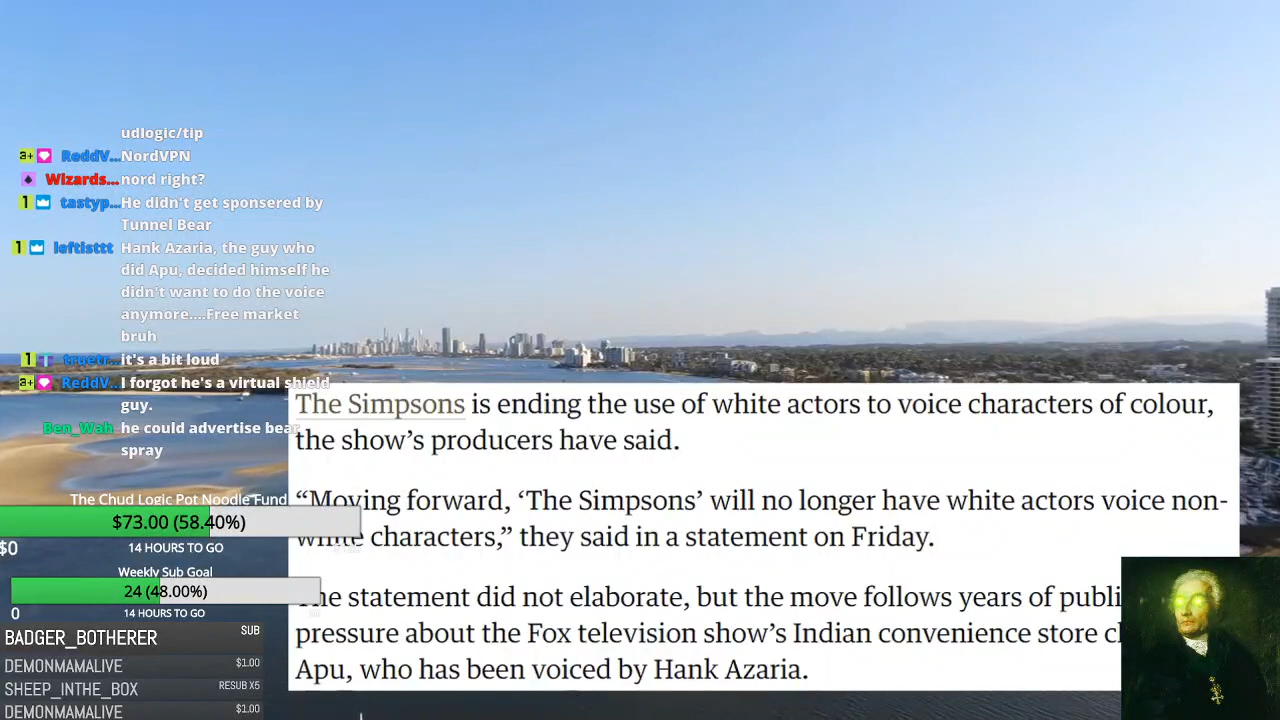 udlogic/tip
3+ ReddV... NordVPN
Wizards... nord right?
1 tastyp... He didn't get sponsered by
Tunnel Bear
1 leftisttt Hank Azaria, the guy who
did Apu, decided himself he
didn't want to do the voice
anymore....Free market
bruh
1 truetr... it's a bit loud
3+ ReddV... I forgot he's a virtual shield
guy.
Ben_Wah he could advertise bear
spray
The Chud Logic Pot Noodle Fund
$73.00 (58.40%)
$0 14 HOURS TO GO
Weekly Sub Goal
24 (48.00%)
0 14 HOURS TO GO
BADGER_BOTHERER SUB
DEMONMAMALIVE $1.00
SHEEP_INTHE_BOX RESUB X5
DEMONMAMALIVE $1.00
The Simpsons is ending the use of white actors to voice characters of colour,
the show's producers have said.
“Moving forward, ‘The Simpsons’ will no longer have white actors voice non-
white characters,” they said in a statement on Friday.
The statement did not elaborate, but the move follows years of publi
pressure about the Fox television show's Indian convenience store cl
Apu, who has been voiced by Hank Azaria.